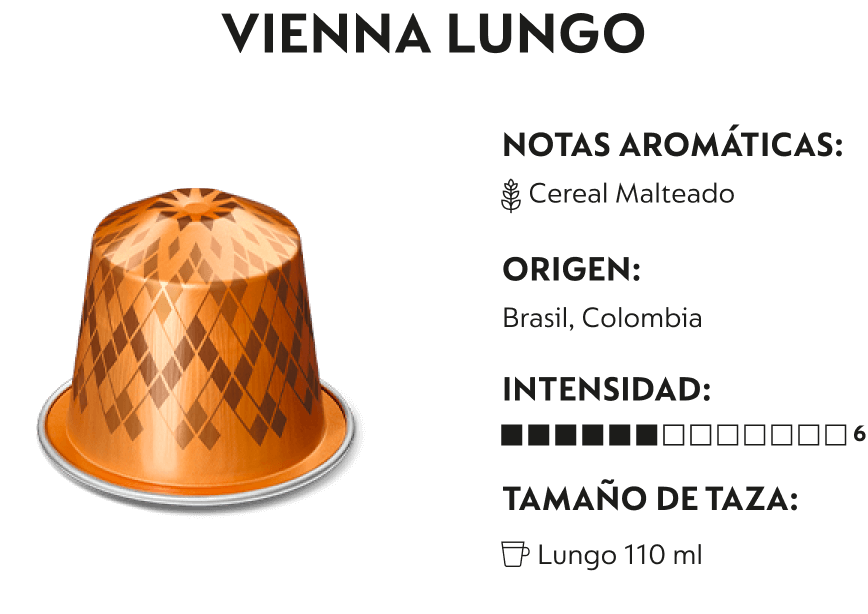 VIENNA LUNGO
NOTAS AROMÁTICAS:
Cereal Malteado
ORIGEN:
Brasil, Colombia
INTENSIDAD:
6
TAMAÑO DE TAZA:
Lungo 110 ml